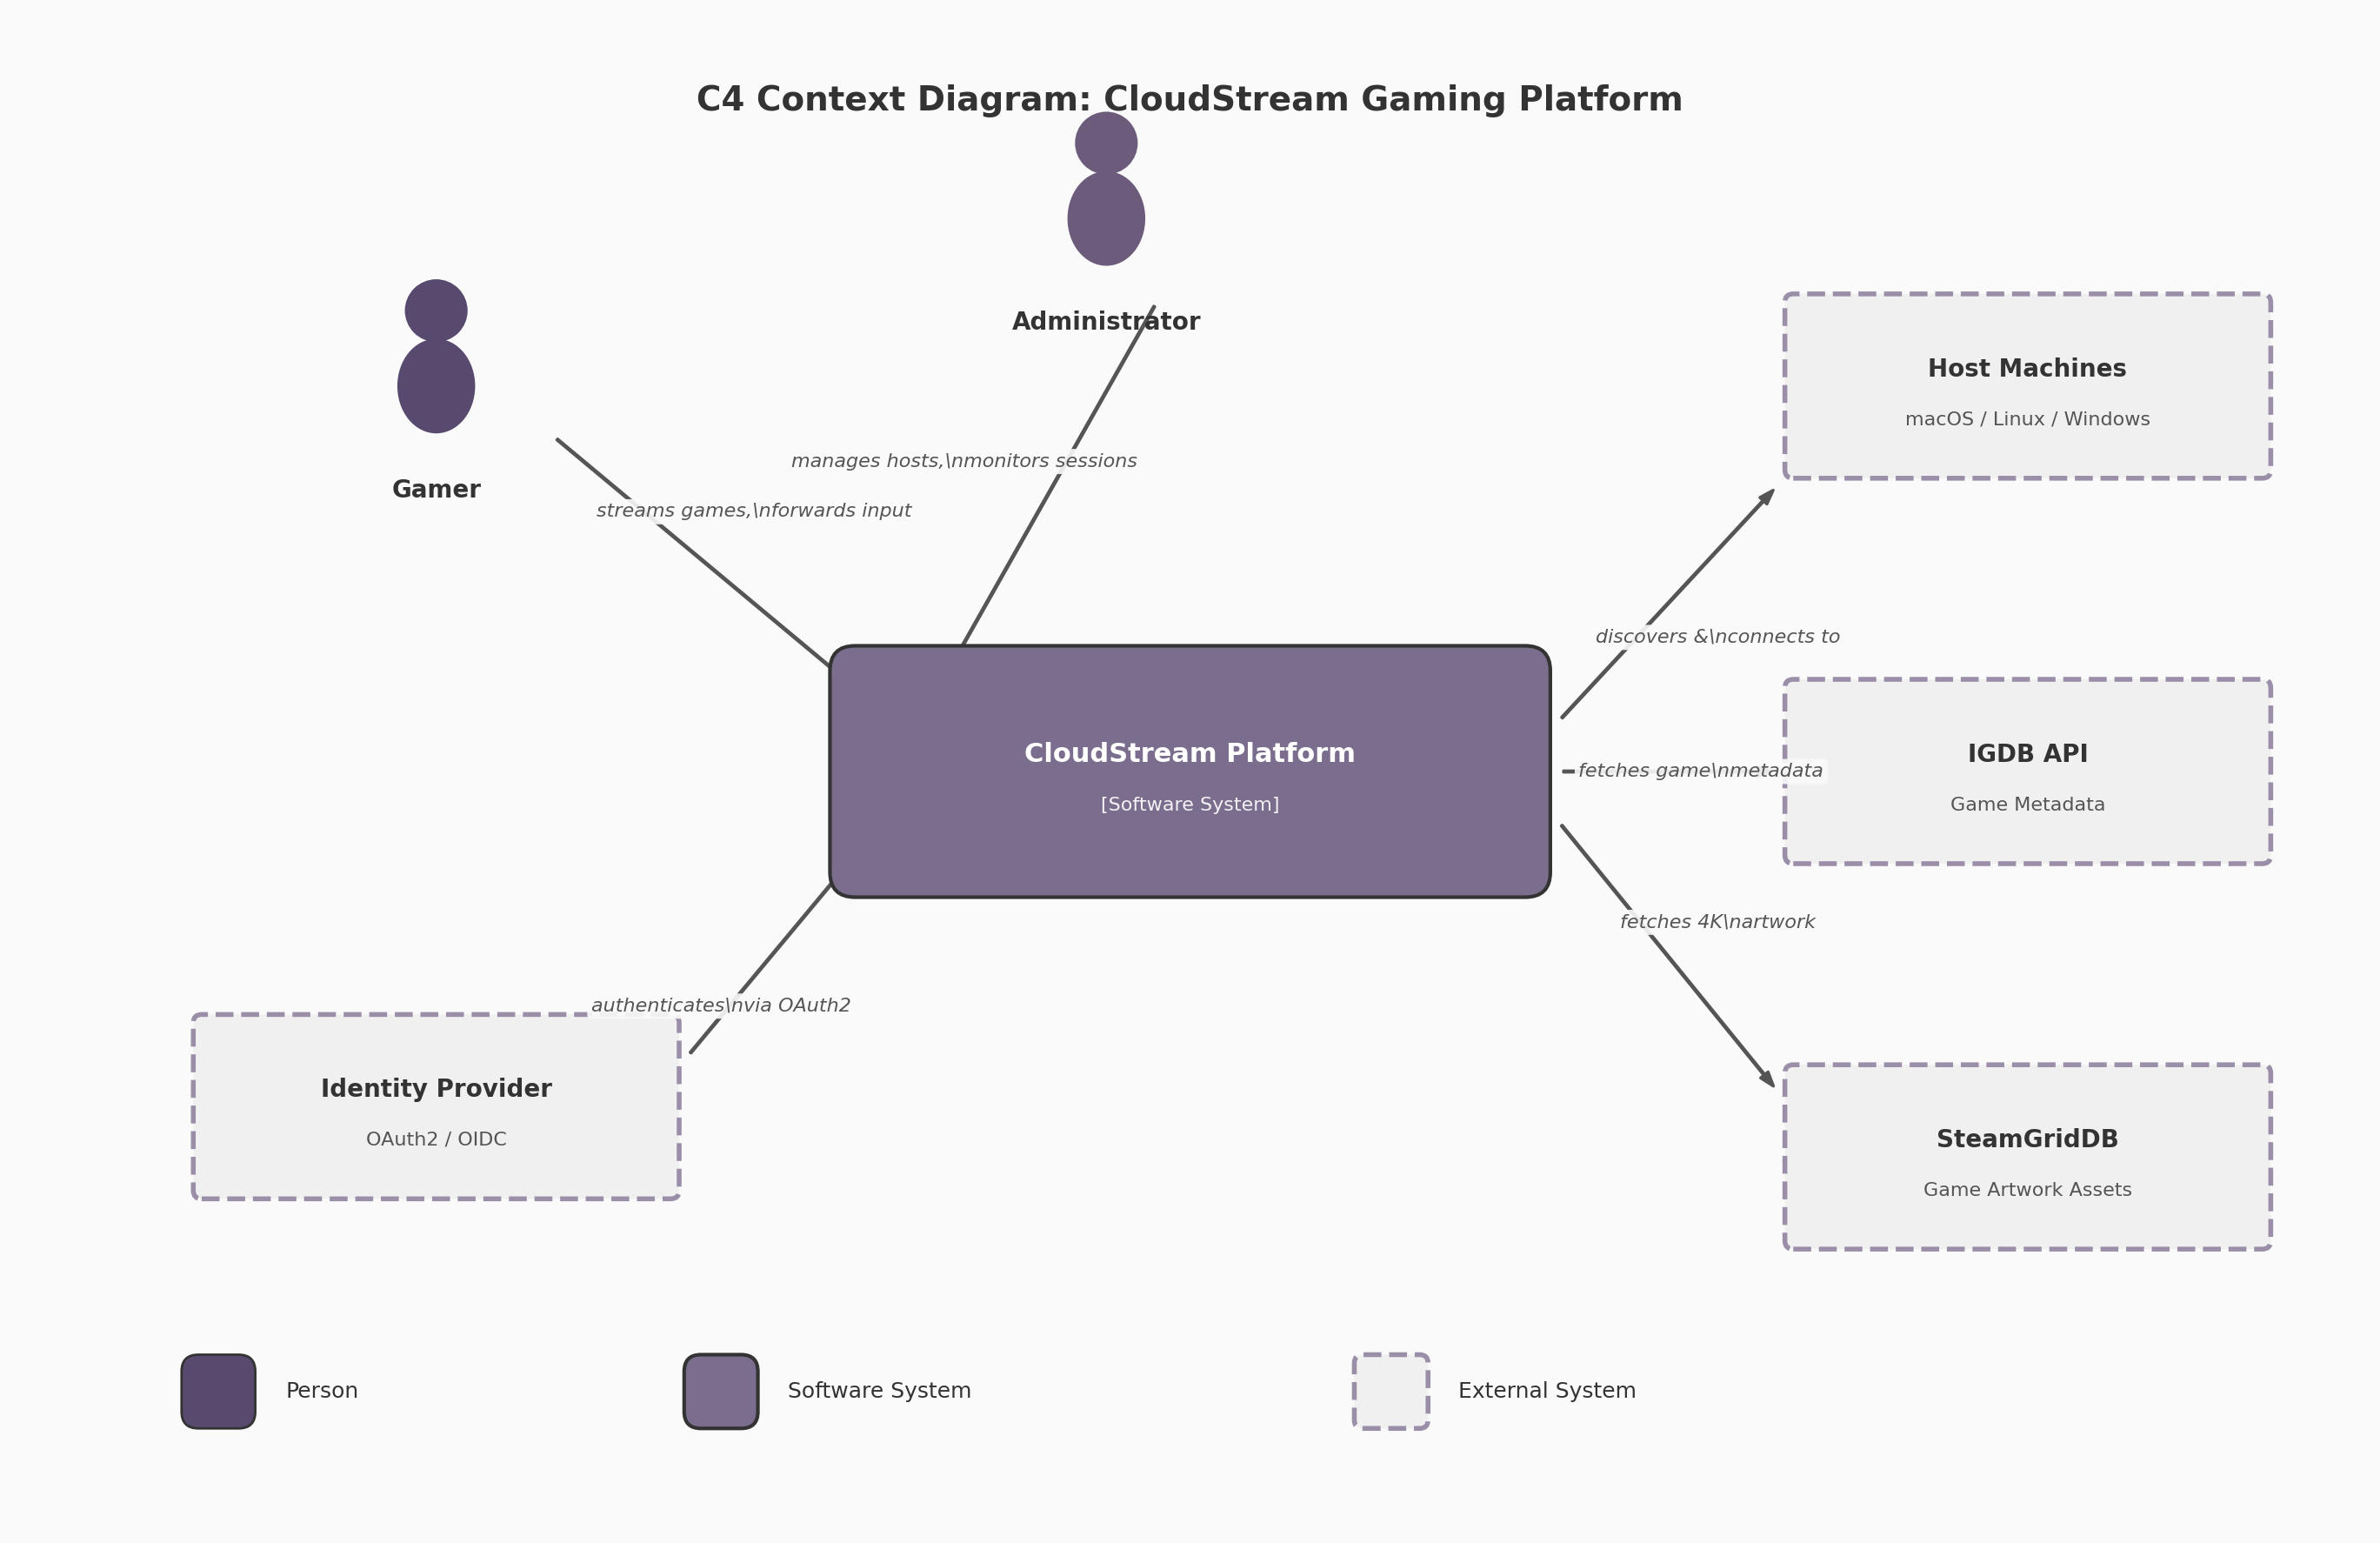 C4 Context Diagram: CloudStream Gaming Platform
Administrator
Gamer
manages hosts,\nmonitors sessions
streams games,\nforwards input
Host Machines
macOS / Linux / Windows
discovers &\nconnects to
CloudStream Platform
[Software System]
fetches game\nmetadata
IGDB API
Game Metadata
fetches 4K\nartwork
authenticates\nvia OAuth2
Identity Provider
OAuth2 / OIDC
SteamGridDB
Game Artwork Assets
Person
Software System
External System